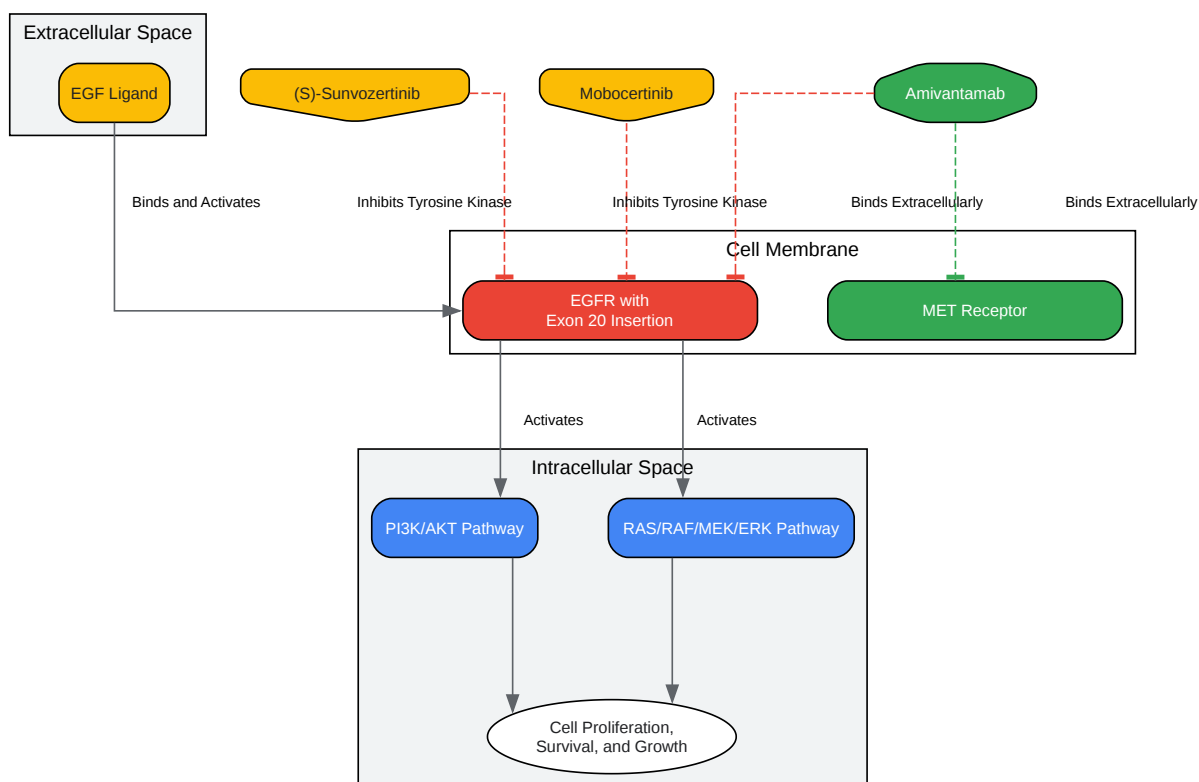 Extracellular Space
EGF Ligand
(S)-Sunvozertinib
Mobocertinib
Amivantamab
Binds and Activates
Inhibits Tyrosine Kinase
Inhibits Tyrosine Kinase
Binds Extracellularly
Binds Extracellularly
Cell Membrane
EGFR with
Exon 20 Insertion
MET Receptor
Activates
Activates
Intracellular Space
PI3K/AKT Pathway
RAS/RAF/MEK/ERK Pathway
Cell Proliferation,
Survival, and Growth